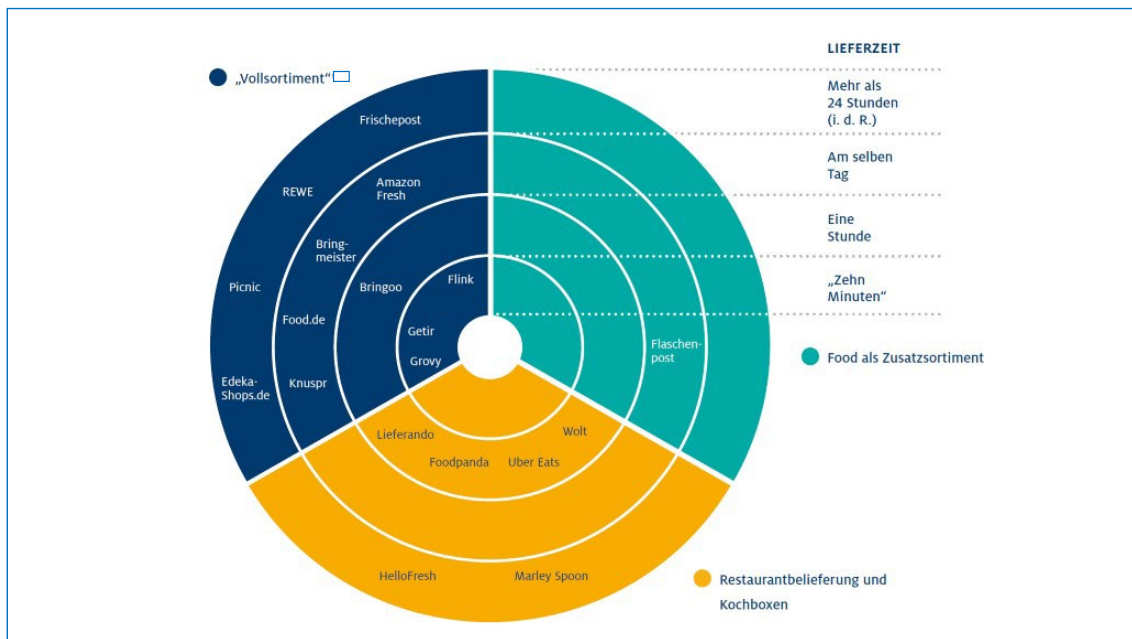 LIEFERZEIT
„Vollsortiment“
Mehr als
24 Stunden
(i. d. R.)
Frischepost
Am selben
Tag
REWE
Amazon
Fresh
Eine
Stunde
Bring-
meister
Picnic
Bringoo
Flink
„Zehn
Minuten“
Food.de
Getir
Grovy
Flaschen-
post
Food als Zusatzsortiment
Edeka-
Shops.de
Knuspr
Lieferando
Wolt
Foodpanda
Uber Eats
HelloFresh
Marley Spoon
Restaurantbelieferung und
Kochboxen